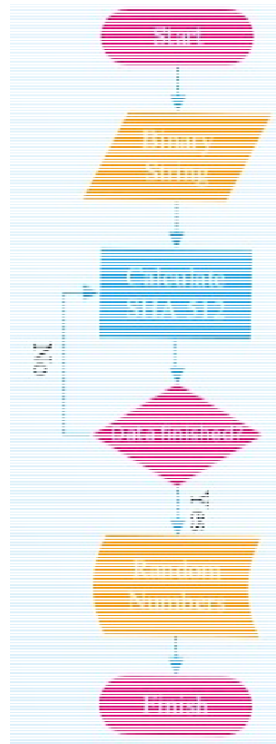 Start
Binary
String
Calculate
SHA-512
Data finished?
No
Yes
Random
Numbers
Finish